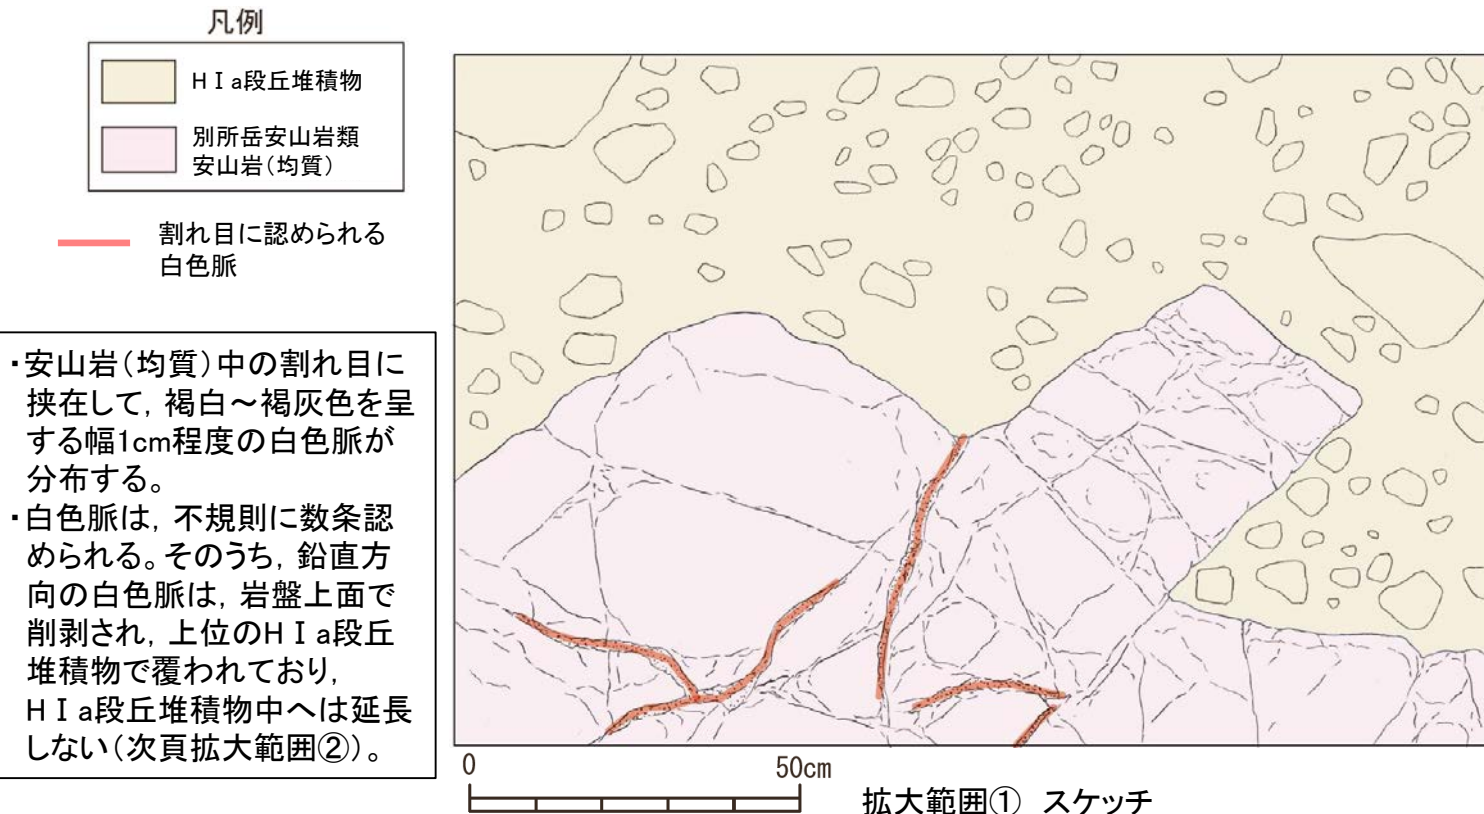 凡例
HⅠa段丘堆積物
別所岳安山岩類
安山岩(均質)
割れ目に認められる
白色脈
・安山岩(均質)中の割れ目に
挟在して，褐白～褐灰色を呈
する幅1cm程度の白色脈が
分布する。
・白色脈は，不規則に数条認
められる。そのうち，鉛直方
向の白色脈は，岩盤上面で
削剥され，上位のHⅠa段丘
堆積物で覆われており，
HⅠa段丘堆積物中へは延長
しない(次頁拡大範囲②)。
0 50cm
拡大範囲① スケッチ